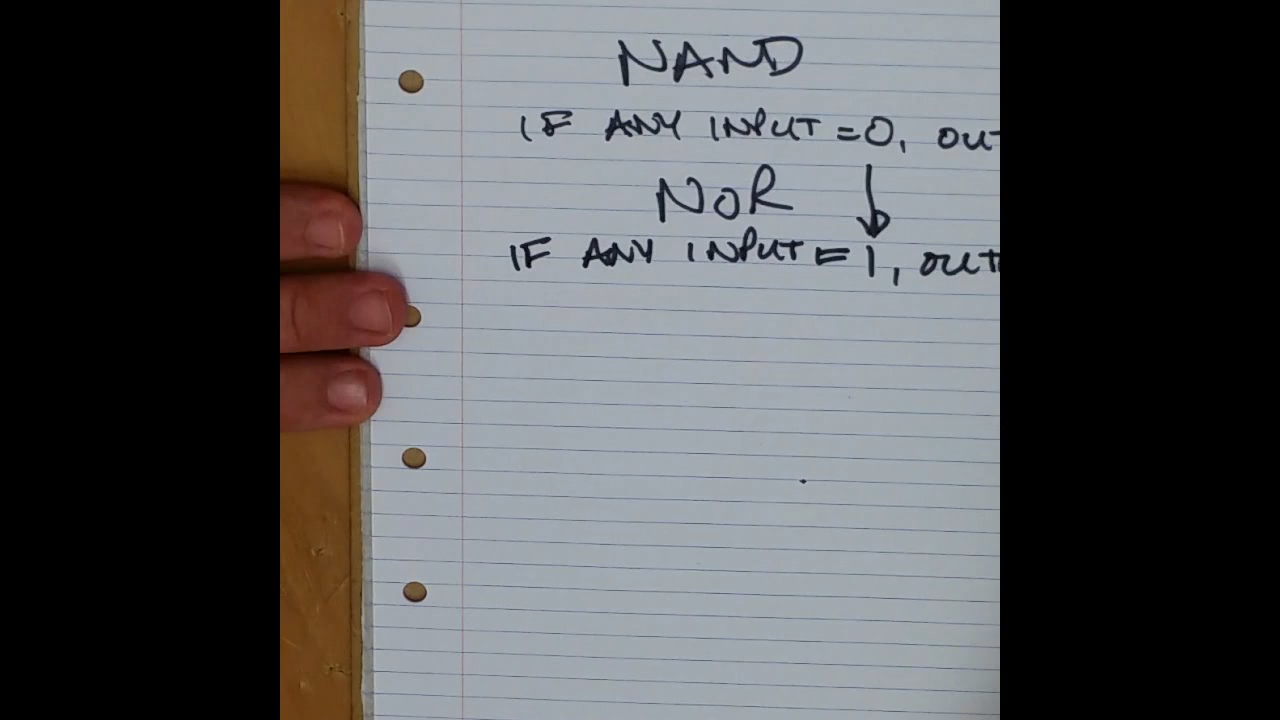 NAND
IF ANY INPUT =0, OUT
NOR
IF ANY INPUT = 1, OUT